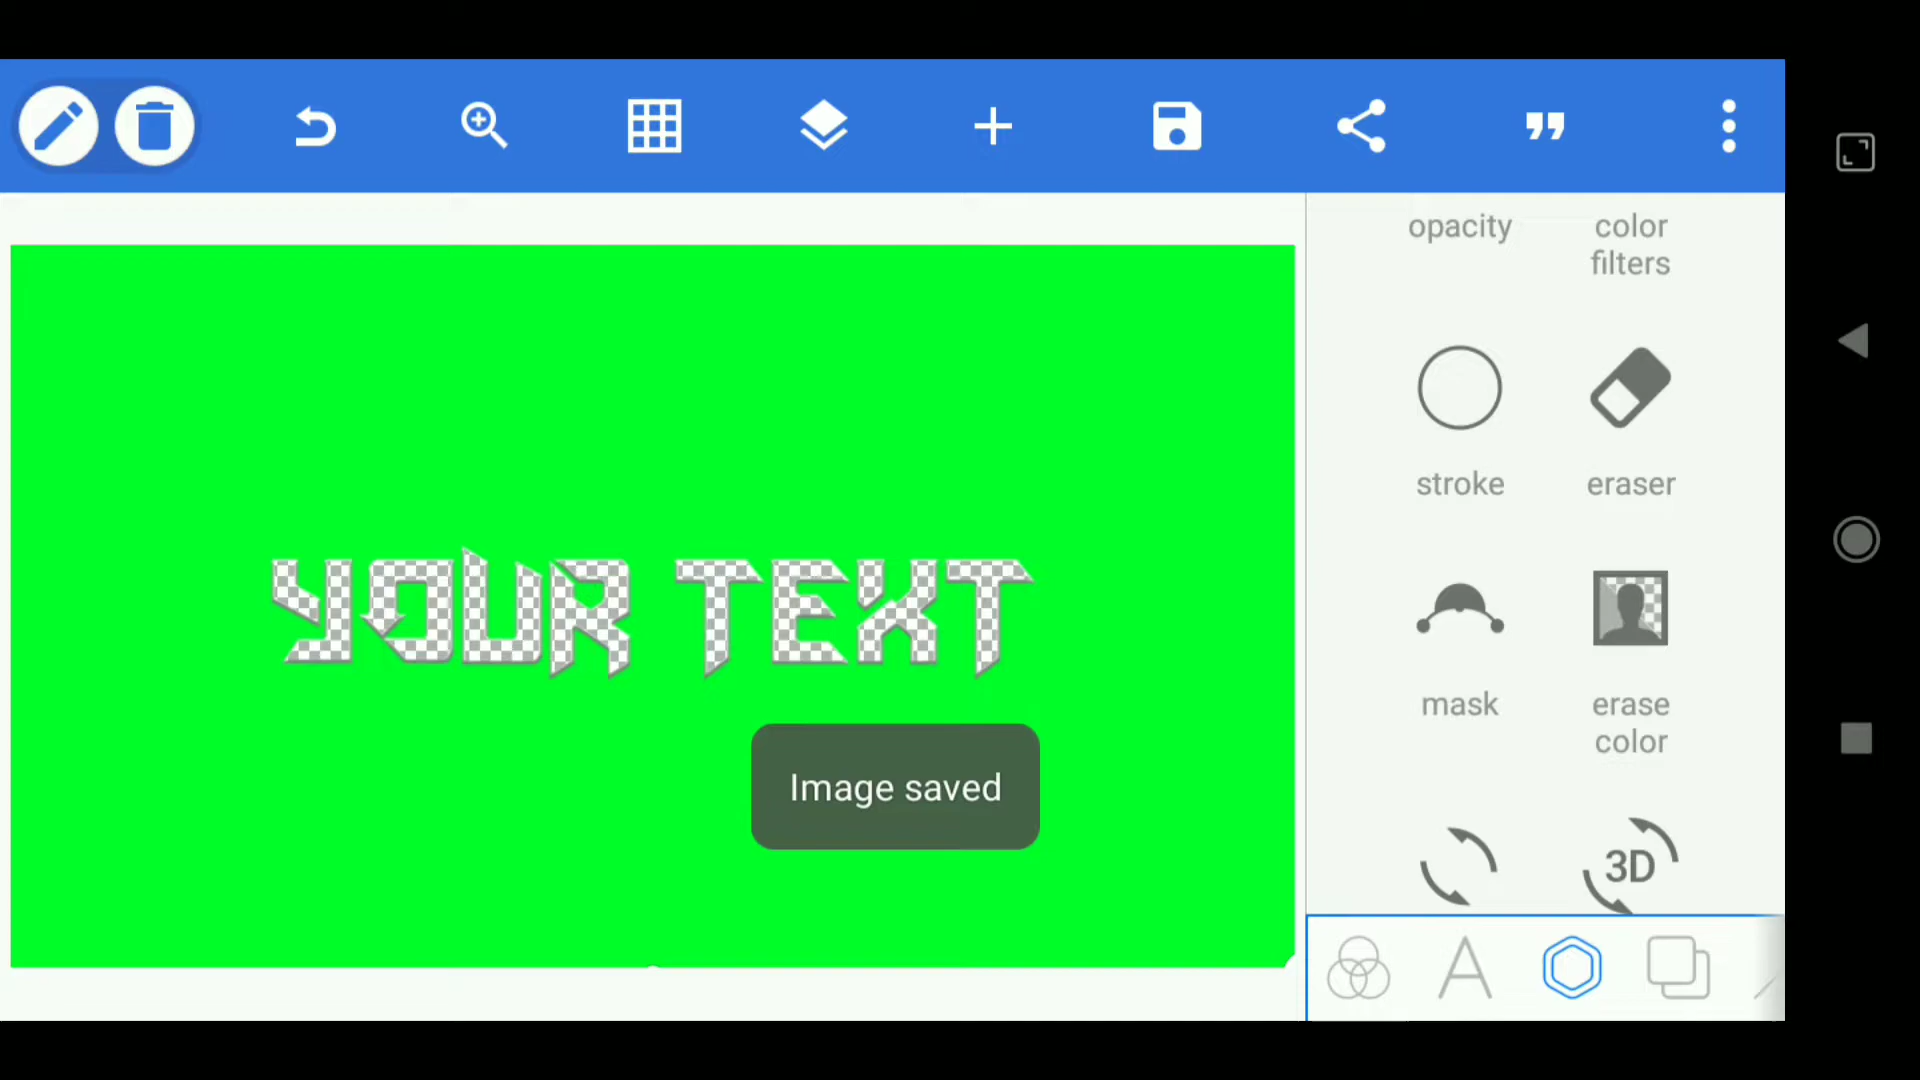 opacity
color
filters
stroke
eraser
YOUR TEXT
mask
erase
color
Image saved
3D